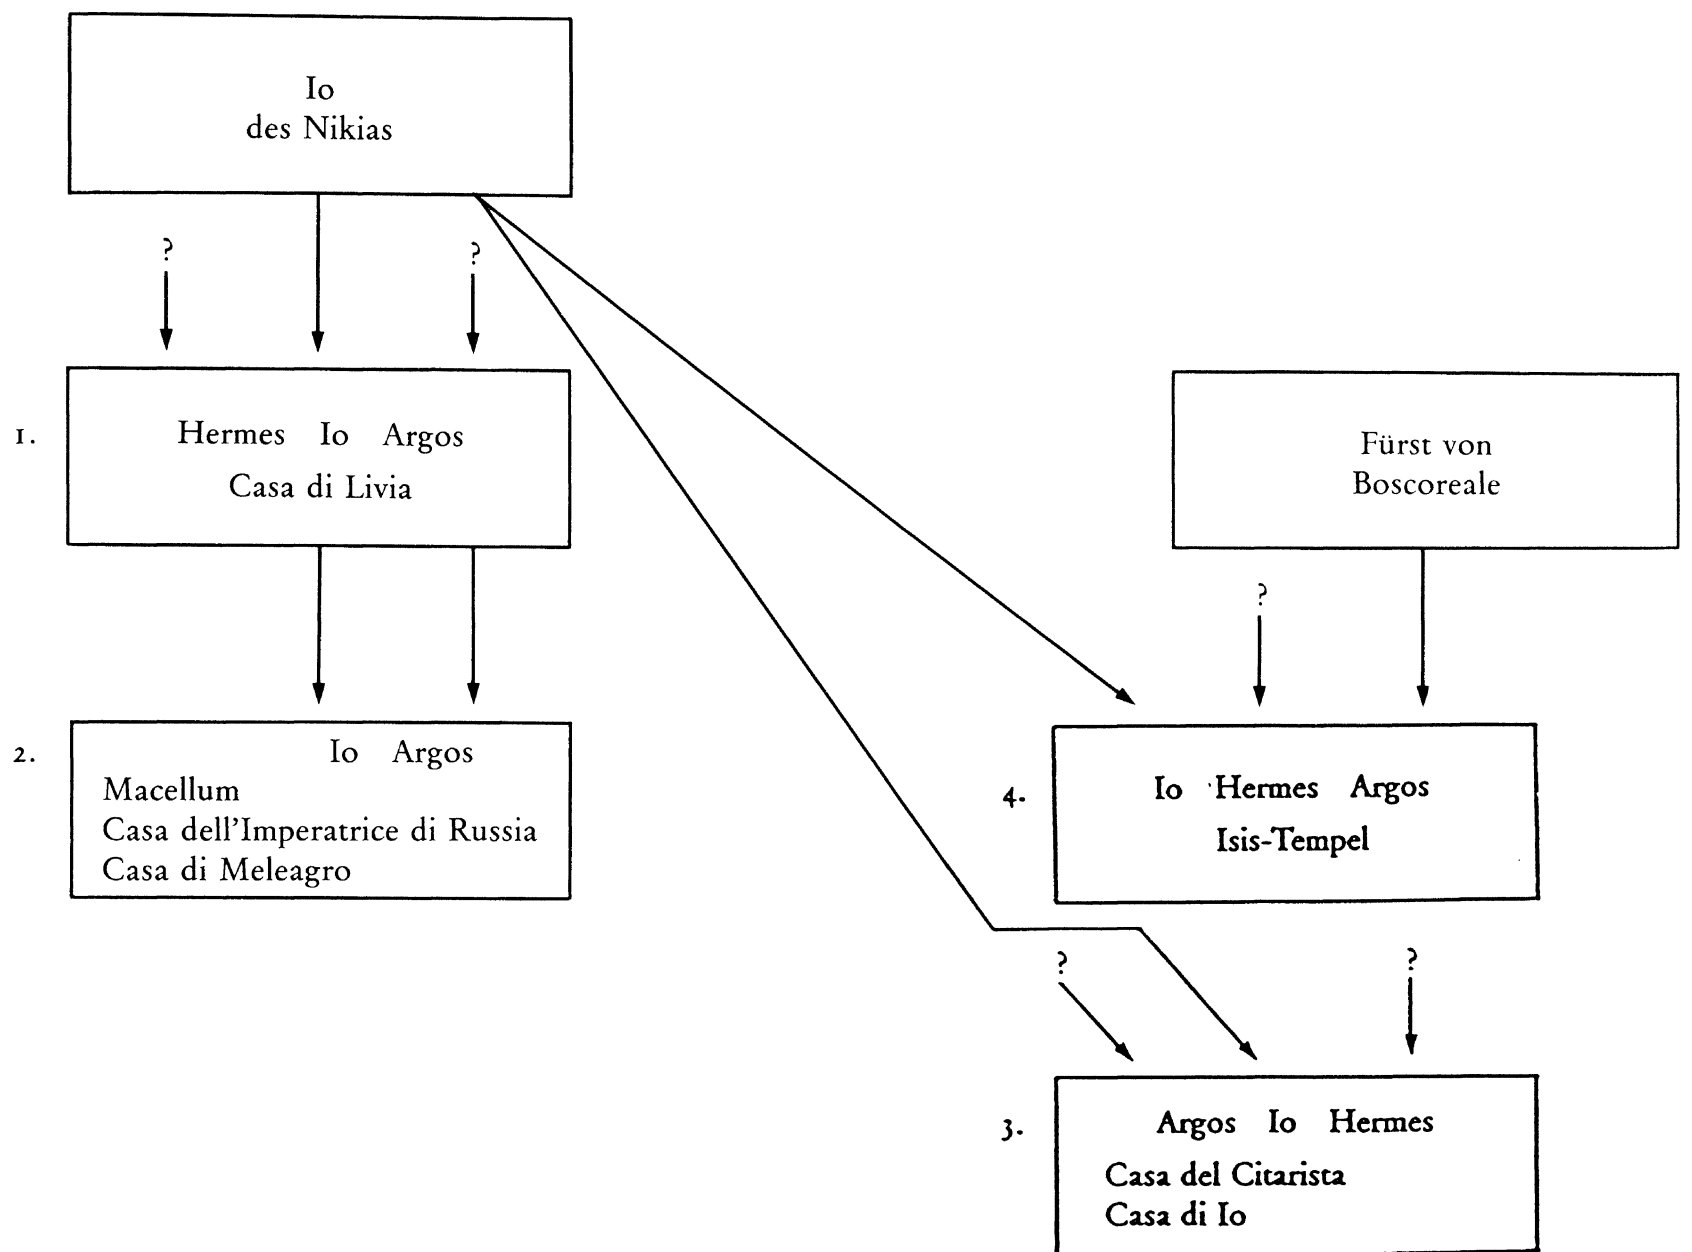 Io
des Nikias
?
?
1.
Hermes Io Argos
Casa di Livia
Fürst von
Boscoreale
?
2.
Io Argos
Macellum
Casa dell'Imperatrice di Russia
Casa di Meleagro
4.
Io Hermes Argos
Isis-Tempel
?
?
3.
Argos Io Hermes
Casa del Citarista
Casa di Io